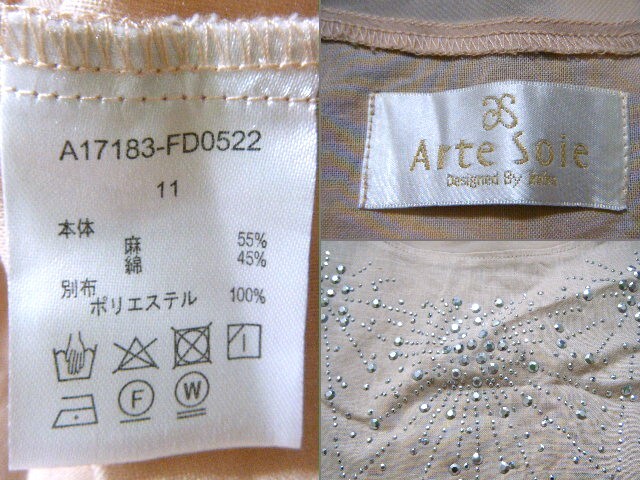 A17183-FD0522
11
本体
麻 55%
綿 45%
別布
ポリエステル 100%
F
W
Arte Soie
Designed By